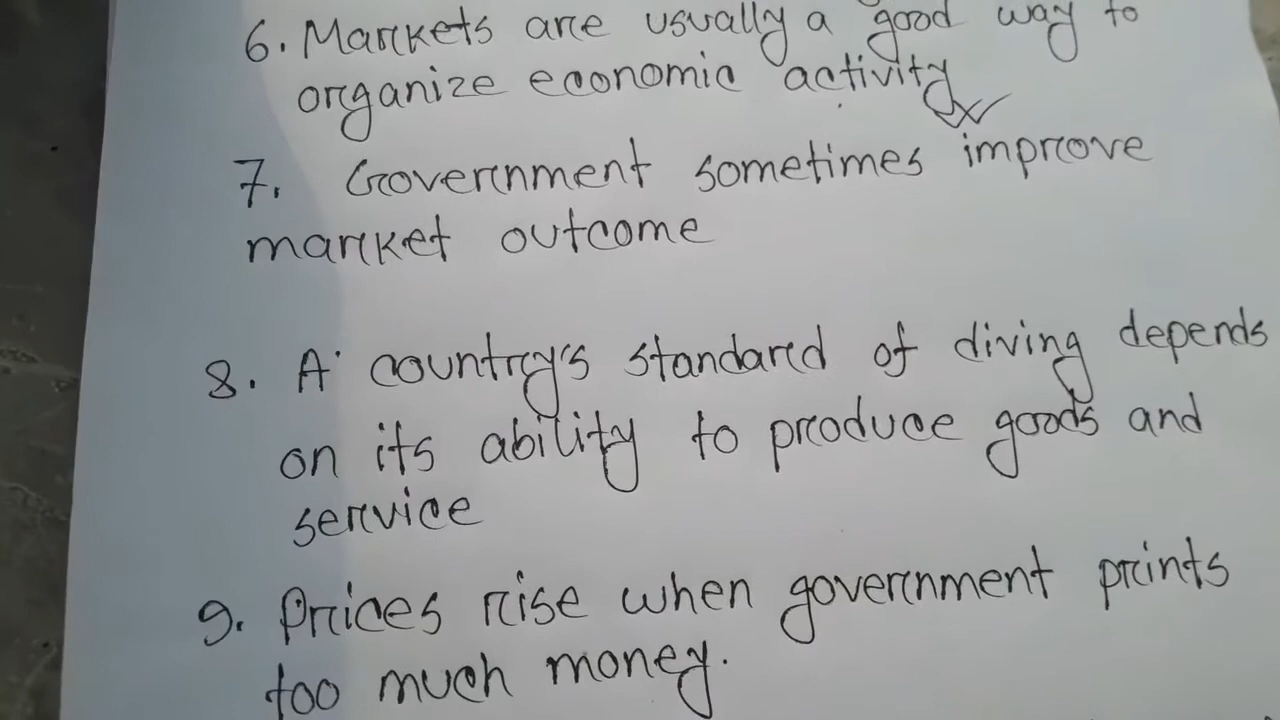 6. Markets are usually a good way to
organize economic activity
7. Government sometimes improve
market outcome
8. A country's standard of diving depends
on its ability to produce goods and
service
9. Prices rise when government prints
too much money.